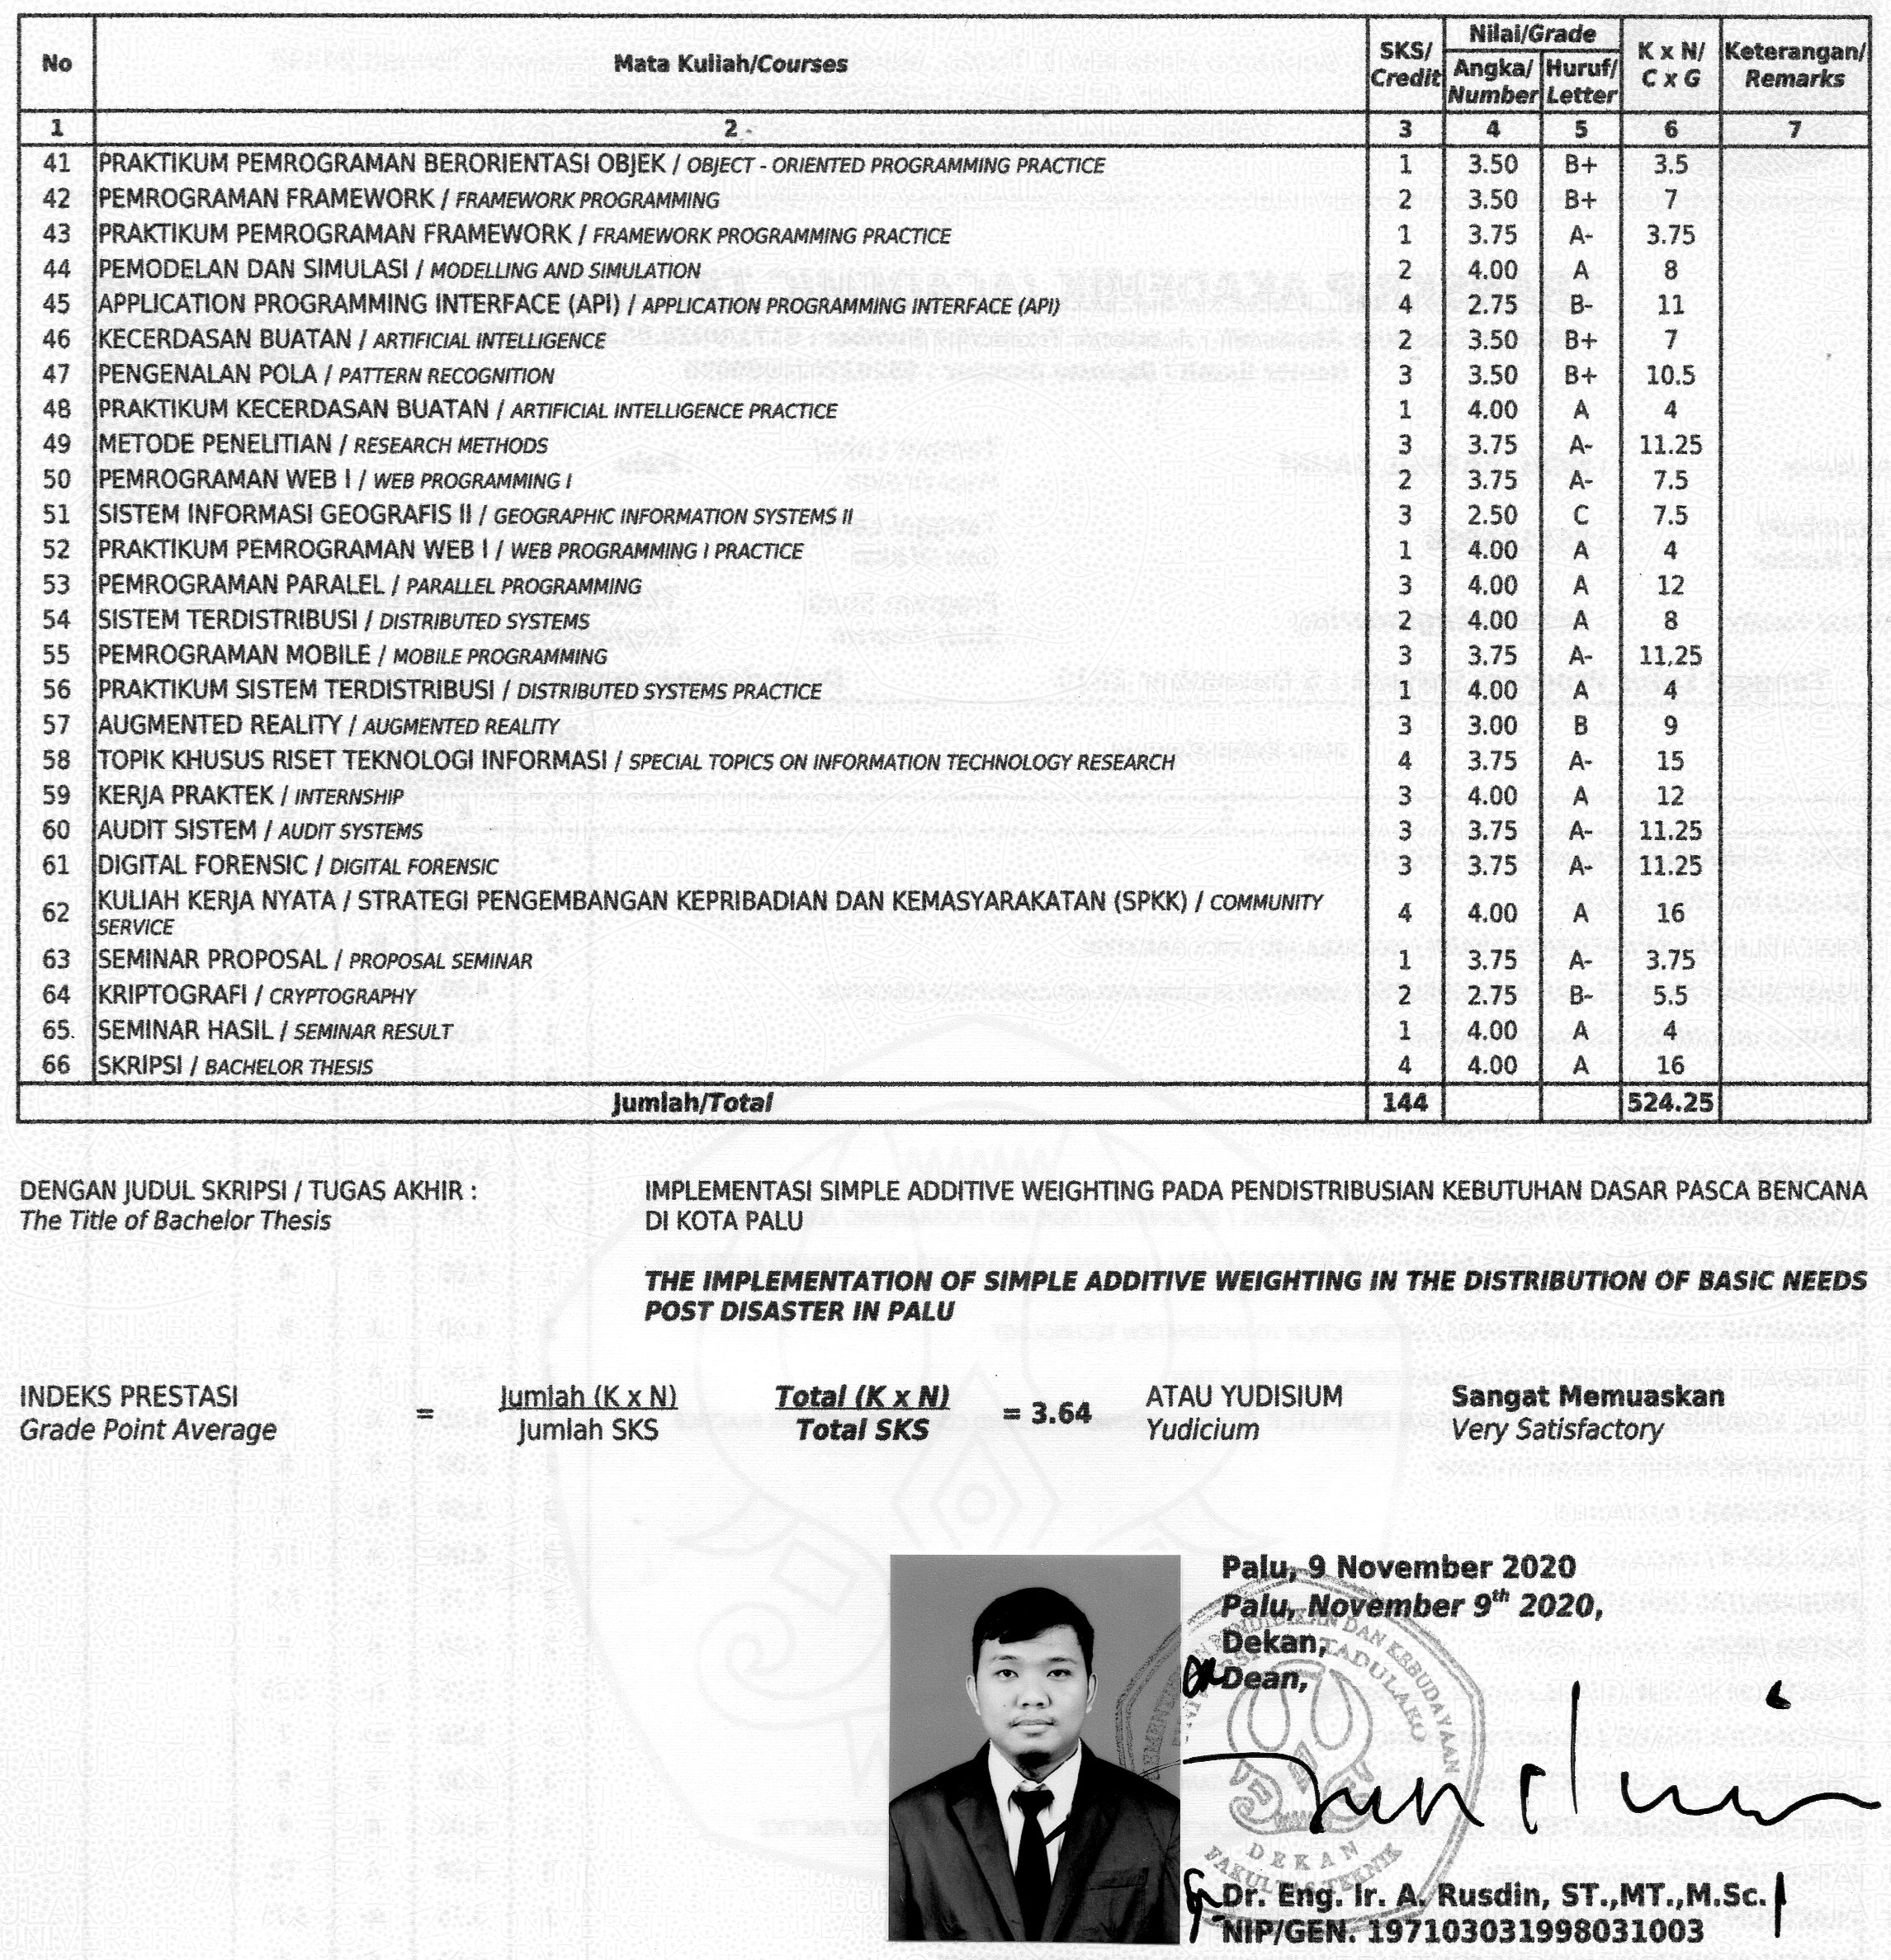 No Mata Kuliah/Courses SKS/ Credit Nilai/Grade Angka/ Number Huruf/ Letter K x N/ C x G Keterangan/ Remarks
1 2 3 4 5 6 7
41 PRAKTIKUM PEMROGRAMAN BERORIENTASI OBJEK / OBJECT - ORIENTED PROGRAMMING PRACTICE 1 3.50 B+ 3.5
42 PEMROGRAMAN FRAMEWORK / FRAMEWORK PROGRAMMING 2 3.50 B+ 7
43 PRAKTIKUM PEMROGRAMAN FRAMEWORK / FRAMEWORK PROGRAMMING PRACTICE 1 3.75 A- 3.75
44 PEMODELAN DAN SIMULASI / MODELLING AND SIMULATION 2 4.00 A 8
45 APPLICATION PROGRAMMING INTERFACE (API) / APPLICATION PROGRAMMING INTERFACE (API) 4 2.75 B- 11
46 KECERDASAN BUATAN / ARTIFICIAL INTELLIGENCE 2 3.50 B+ 7
47 PENGENALAN POLA / PATTERN RECOGNITION 3 3.50 B+ 10.5
48 PRAKTIKUM KECERDASAN BUATAN / ARTIFICIAL INTELLIGENCE PRACTICE 1 4.00 A 4
49 METODE PENELITIAN / RESEARCH METHODS 3 3.75 A- 11.25
50 PEMROGRAMAN WEB I / WEB PROGRAMMING I 2 3.75 A- 7.5
51 SISTEM INFORMASI GEOGRAFIS II / GEOGRAPHIC INFORMATION SYSTEMS II 3 2.50 C 7.5
52 PRAKTIKUM PEMROGRAMAN WEB I / WEB PROGRAMMING I PRACTICE 1 4.00 A 4
53 PEMROGRAMAN PARALEL / PARALLEL PROGRAMMING 3 4.00 A 12
54 SISTEM TERDISTRIBUSI / DISTRIBUTED SYSTEMS 2 4.00 A 8
55 PEMROGRAMAN MOBILE / MOBILE PROGRAMMING 3 3.75 A- 11.25
56 PRAKTIKUM SISTEM TERDISTRIBUSI / DISTRIBUTED SYSTEMS PRACTICE 1 4.00 A 4
57 AUGMENTED REALITY / AUGMENTED REALITY 3 3.00 B 9
58 TOPIK KHUSUS RISET TEKNOLOGI INFORMASI / SPECIAL TOPICS ON INFORMATION TECHNOLOGY RESEARCH 4 3.75 A- 15
59 KERJA PRAKTEK / INTERNSHIP 3 4.00 A 12
60 AUDIT SISTEM / AUDIT SYSTEMS 3 3.75 A- 11.25
61 DIGITAL FORENSIC / DIGITAL FORENSIC 3 3.75 A- 11.25
62 KULIAH KERJA NYATA / STRATEGI PENGEMBANGAN KEPRIBADIAN DAN KEMASYARAKATAN (SPKK) / COMMUNITY
SERVICE 4 4.00 A 16
63 SEMINAR PROPOSAL / PROPOSAL SEMINAR 1 3.75 A- 3.75
64 KRIPTOGRAFI / CRYPTOGRAPHY 2 2.75 B- 5.5
65 SEMINAR HASIL / SEMINAR RESULT 1 4.00 A 4
66 SKRIPSI / BACHELOR THESIS 4 4.00 A 16
Jumlah/Total 144 524.25
DENGAN JUDUL SKRIPSI / TUGAS AKHIR : IMPLEMENTASI SIMPLE ADDITIVE WEIGHTING PADA PENDISTRIBUSIAN KEBUTUHAN DASAR PASCA BENCANA
The Title of Bachelor Thesis DI KOTA PALU
THE IMPLEMENTATION OF SIMPLE ADDITIVE WEIGHTING IN THE DISTRIBUTION OF BASIC NEEDS
POST DISASTER IN PALU
INDEKS PRESTASI = Jumlah (K x N) Total (K x N) = 3.64 ATAU YUDISIUM Sangat Memuaskan
Grade Point Average Jumlah SKS Total SKS Yudicium Very Satisfactory
Palu, 9 November 2020
Palu, November 9th 2020,
Dekan,
Dean,
DEKAN
FAKULTAS TEKNIK
Dr. Eng. Ir. A. Rusdin, ST.,MT.,M.Sc.
NIP/GEN. 197103031998031003